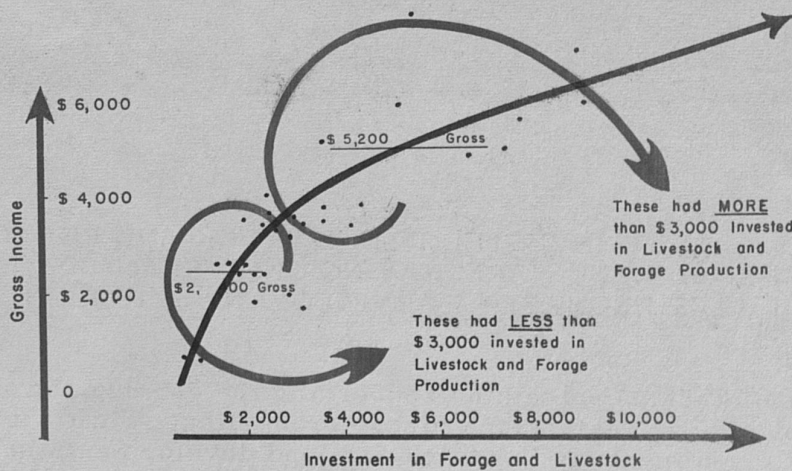 $ 6,000
$ 5,200 Gross
$ 4,000
These had MORE
than $3,000 Invested
in Livestock and
Forage Production
Gross Income
$ 2,000
Gross
These had LESS than
$3,000 invested in
Livestock and Forage
Production
0
$ 2,000 $ 4,000 $ 6,000 $ 8,000 $ 10,000
Investment in Forage and Livestock